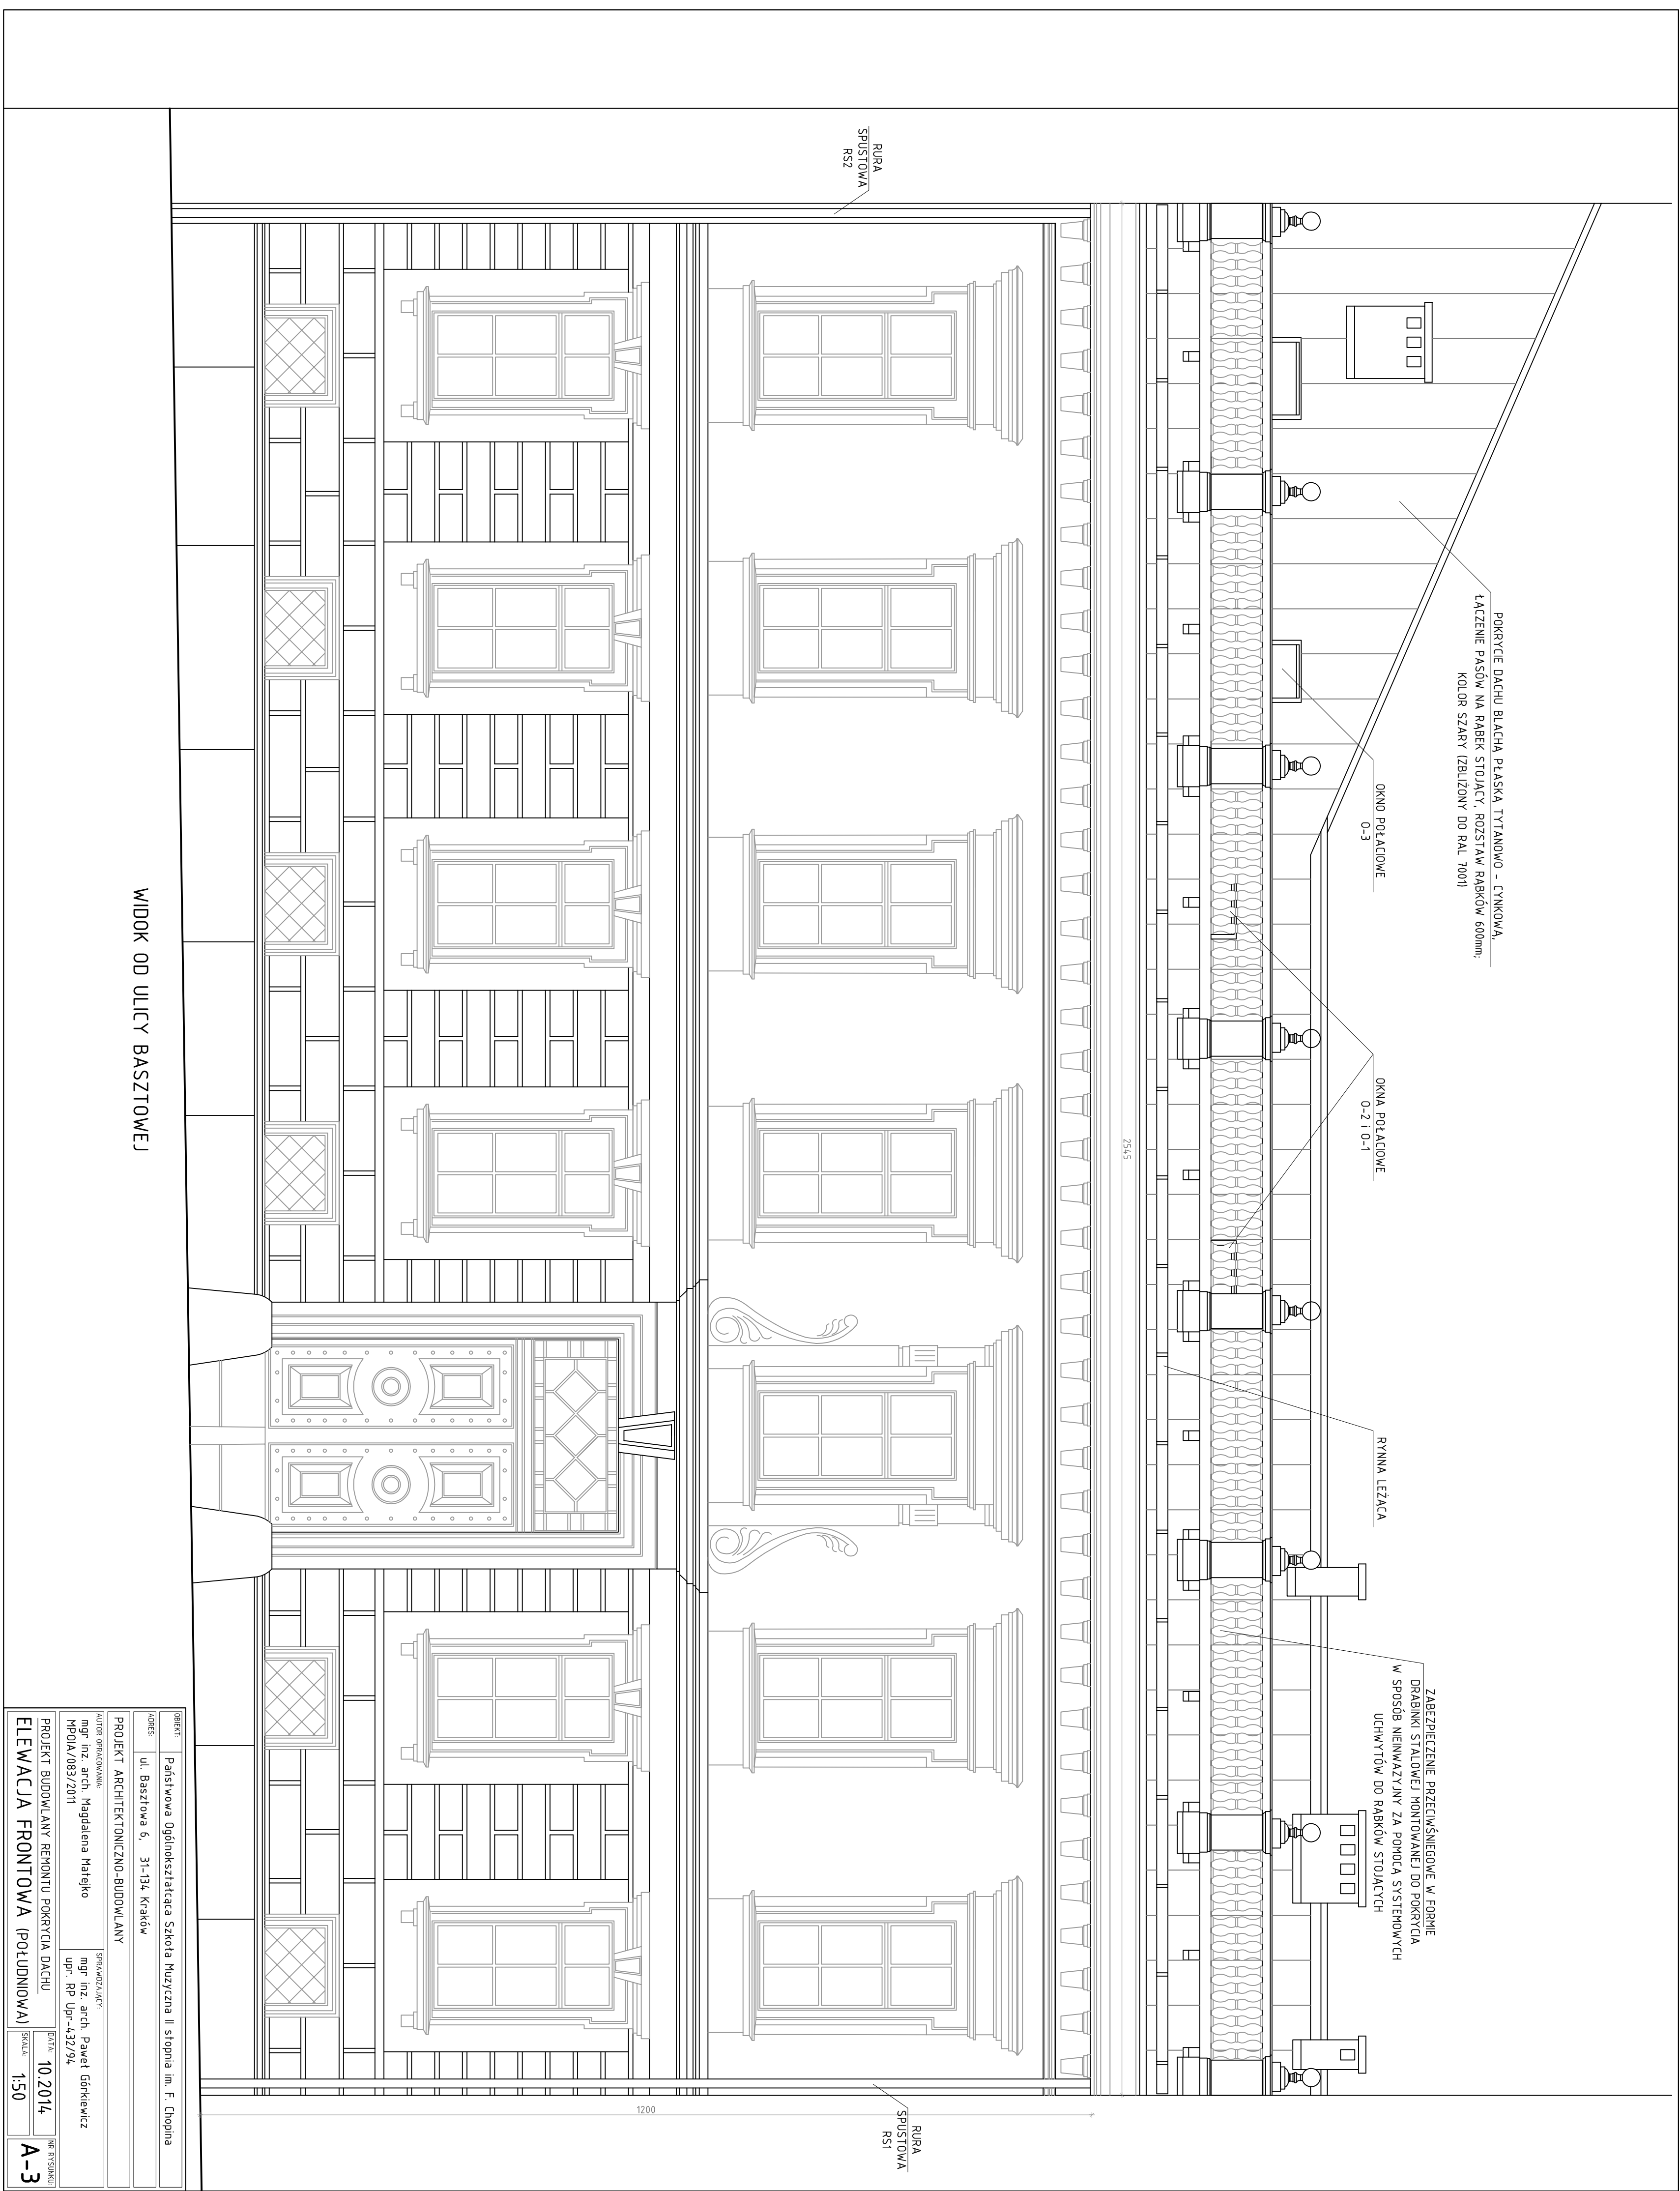 POKRYCIE DACHU BLACHĄ PŁASKĄ TYTANOWO - CYNKOWĄ,
ŁĄCZENIE PASÓW NA RĄBEK STOJĄCY, ROZSTAW RĄBKÓW 600mm;
KOLOR SZARY (ZBLIŻONY DO RAL 7001)
OKNO POŁACIOWE
O-3
OKNA POŁACIOWE
O-2 i O-1
RYNNA LEŻĄCA
ZABEZPIECZENIE PRZECIWŚNIEGOWE W FORMIE
DRABINKI STALOWEJ MONTOWANEJ DO POKRYCIA
W SPOSÓB NIEINWAZYJNY ZA POMOCĄ SYSTEMOWYCH
UCHWYTÓW DO RĄBKÓW STOJĄCYCH
2545
RURA
SPUSTOWA
RS2
RURA
SPUSTOWA
RS1
1200
WIDOK OD ULICY BASZTOWEJ
OBIEKT:
Państwowa Ogólnokształcąca Szkoła Muzyczna II stopnia im. F. Chopina
ADRES:
ul. Basztowa 6, 31-134 Kraków
PROJEKT ARCHITEKTONICZNO-BUDOWLANY
AUTOR OPRACOWANIA:
mgr inż. arch. Magdalena Matejko
MPOIA/083/2011
SPRAWDZAJĄCY:
mgr inż. arch. Paweł Górkiewicz
upr. RP Upr-432/94
PROJEKT BUDOWLANY REMONTU POKRYCIA DACHU
ELEWACJA FRONTOWA (POŁUDNIOWA)
DATA: 10.2014
SKALA: 1:50
NR RYSUNKU:
A-3